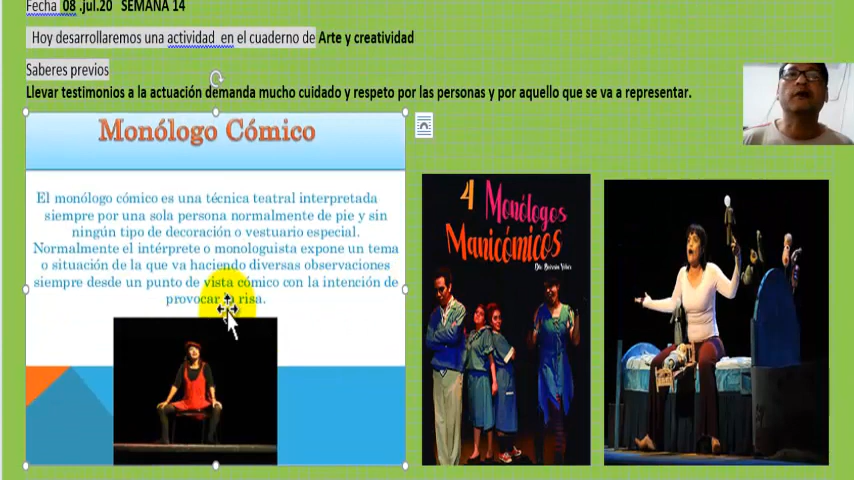 Fecha 08 .jul.20 SEMANA 14
Hoy desarrollaremos una actividad en el cuaderno de Arte y creatividad
Saberes previos
Llevar testimonios a la actuación demanda mucho cuidado y respeto por las personas y por aquello que se va a representar.
Monólogo Cómico
El monólogo cómico es una técnica teatral interpretada
siempre por una sola persona normalmente de pie y sin
ningún tipo de decoración o vestuario especial.
Normalmente el intérprete o monologuista expone un tema
o situación de la que va haciendo diversas observaciones
siempre desde un punto de vista cómico con la intención de
provocar la risa.
4 Monólogos
Manicómicos